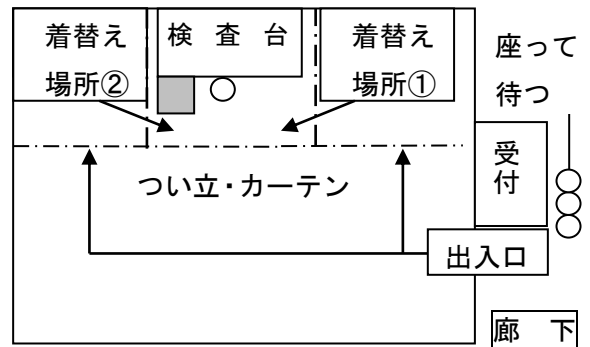 着替え
場所②
検 査 台
着替え
場所①
座って
待つ
受付
つい立・カーテン
出入口
廊 下